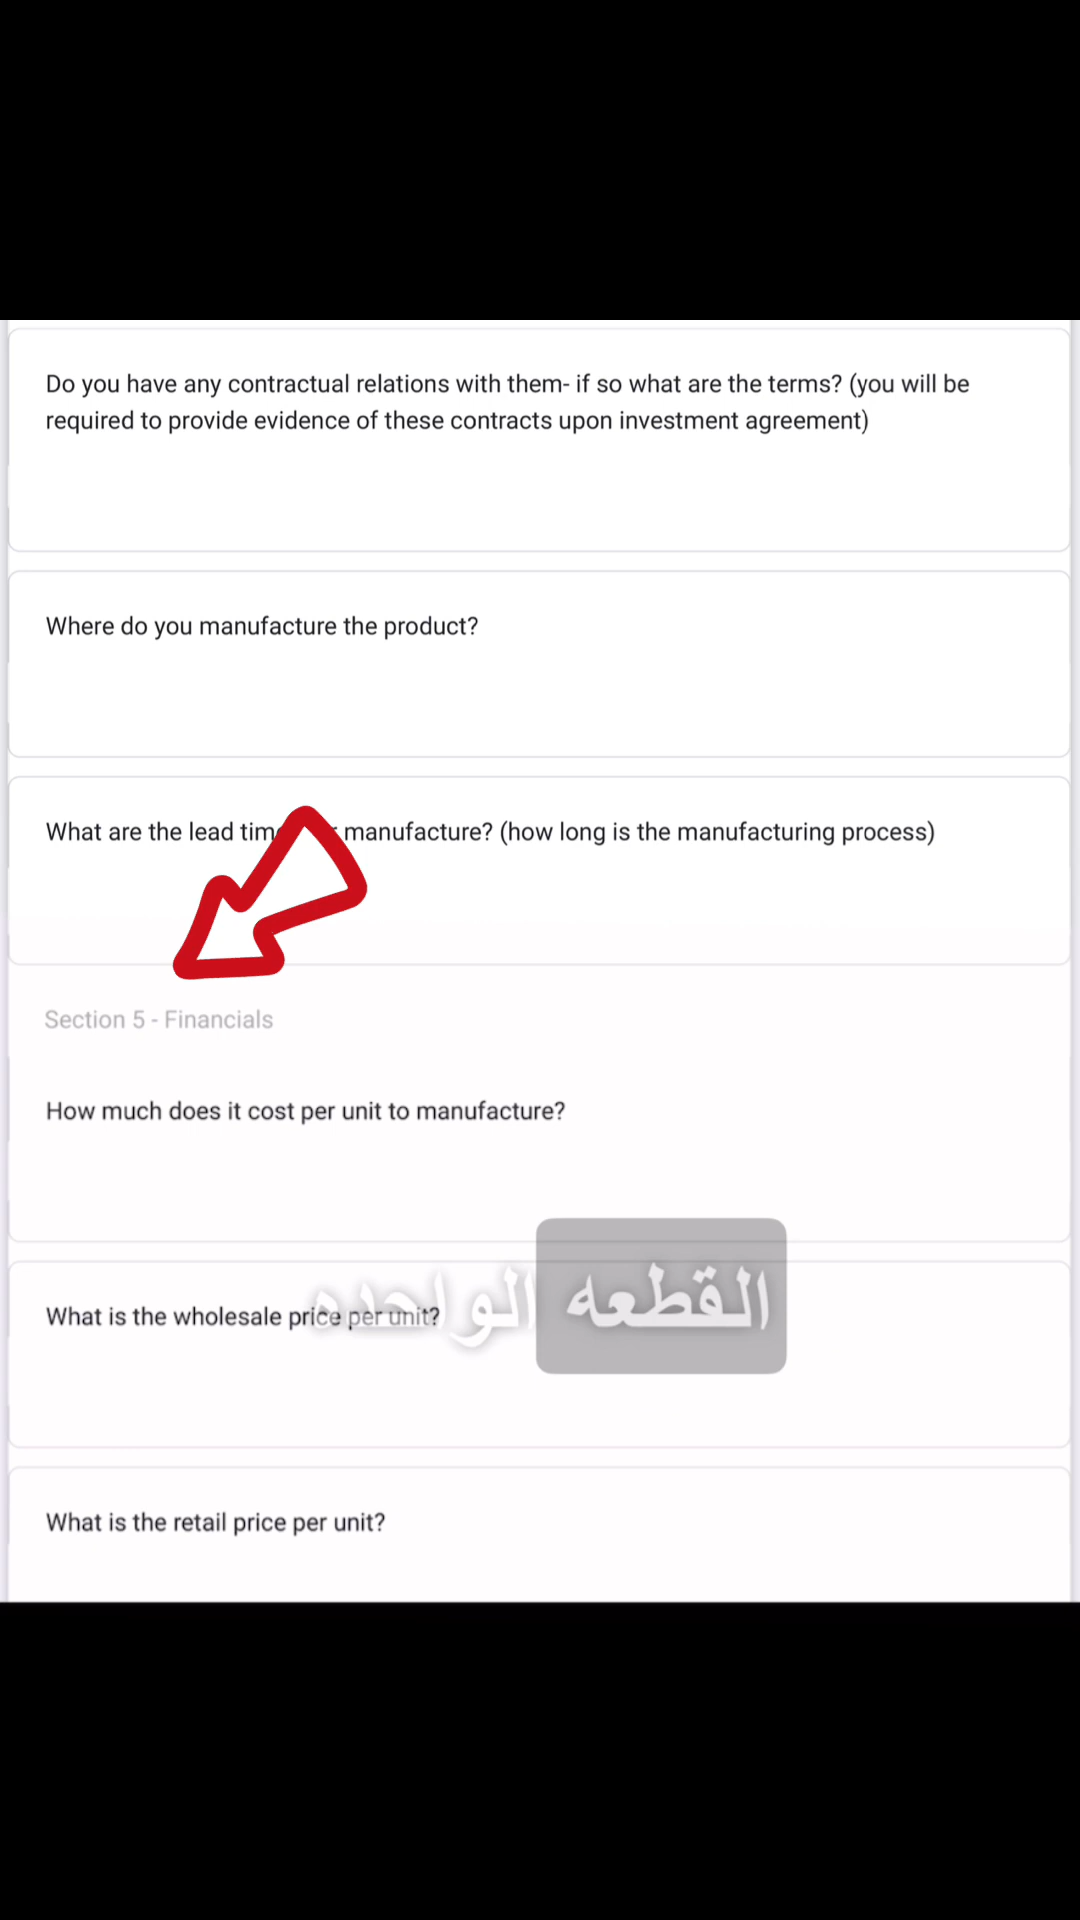 Do you have any contractual relations with them- if so what are the terms? (you will be
required to provide evidence of these contracts upon investment agreement)
Where do you manufacture the product?
What are the lead tim manufacture? (how long is the manufacturing process)
Section 5 - Financials
How much does it cost per unit to manufacture?
القطعه الواحده
What is the wholesale price per unit?
What is the retail price per unit?